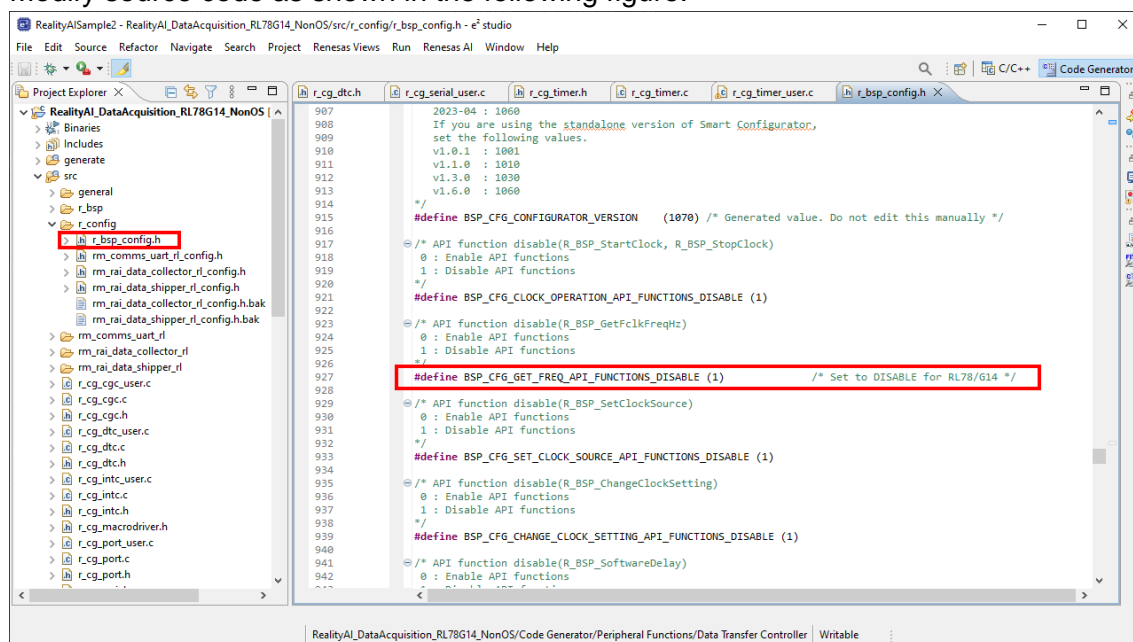 Modify source code as shown in the following figure.
RealityAISample2 - RealityAI_DataAcquisition_RL78G14_NonOS/src/r_config/r_bsp_config.h - e² studio
File Edit Source Refactor Navigate Search Project Renesas Views Run Renesas AI Window Help
C/C++ Code Generator
Project Explorer
r_cg_dtc.h r_cg_serial_user.c r_cg_timer.h r_cg_timer.c r_cg_timer_user.c r_bsp_config.h
RealityAI_DataAcquisition_RL78G14_NonOS [
Binaries
Includes
generate
src
general
r_bsp
r_config
r_bsp_config.h
rm_comms_uart_rl_config.h
rm_rai_data_collector_rl_config.h
rm_rai_data_shipper_rl_config.h
rm_rai_data_collector_rl_config.h.bak
rm_rai_data_shipper_rl_config.h.bak
rm_comms_uart_rl
rm_rai_data_collector_rl
rm_rai_data_shipper_rl
r_cg_cgc_user.c
r_cg_cgc.c
r_cg_cgc.h
r_cg_dtc_user.c
r_cg_dtc.c
r_cg_dtc.h
r_cg_intc_user.c
r_cg_intc.c
r_cg_intc.h
r_cg_macrodriver.h
r_cg_port_user.c
r_cg_port.c
r_cg_port.h
907 2023-04 : 1060
908 If you are using the standalone version of Smart Configurator,
909 set the following values.
910 v1.0.1 : 1001
911 v1.1.0 : 1010
912 v1.3.0 : 1030
913 v1.6.0 : 1060
914 */
915 #define BSP_CFG_CONFIGURATOR_VERSION (1070) /* Generated value. Do not edit this manually */
916
917 /* API function disable(R_BSP_StartClock, R_BSP_StopClock)
918 0 : Enable API functions
919 1 : Disable API functions
920 */
921 #define BSP_CFG_CLOCK_OPERATION_API_FUNCTIONS_DISABLE (1)
922
923 /* API function disable(R_BSP_GetFclkFreqHz)
924 0 : Enable API functions
925 1 : Disable API functions
926 */
927 #define BSP_CFG_GET_FREQ_API_FUNCTIONS_DISABLE (1) /* Set to DISABLE for RL78/G14 */
928
929 /* API function disable(R_BSP_SetClockSource)
930 0 : Enable API functions
931 1 : Disable API functions
932 */
933 #define BSP_CFG_SET_CLOCK_SOURCE_API_FUNCTIONS_DISABLE (1)
934
935 /* API function disable(R_BSP_ChangeClockSetting)
936 0 : Enable API functions
937 1 : Disable API functions
938 */
939 #define BSP_CFG_CHANGE_CLOCK_SETTING_API_FUNCTIONS_DISABLE (1)
940
941 /* API function disable(R_BSP_SoftwareDelay)
942 0 : Enable API functions
RealityAI_DataAcquisition_RL78G14_NonOS/Code Generator/Peripheral Functions/Data Transfer Controller Writable